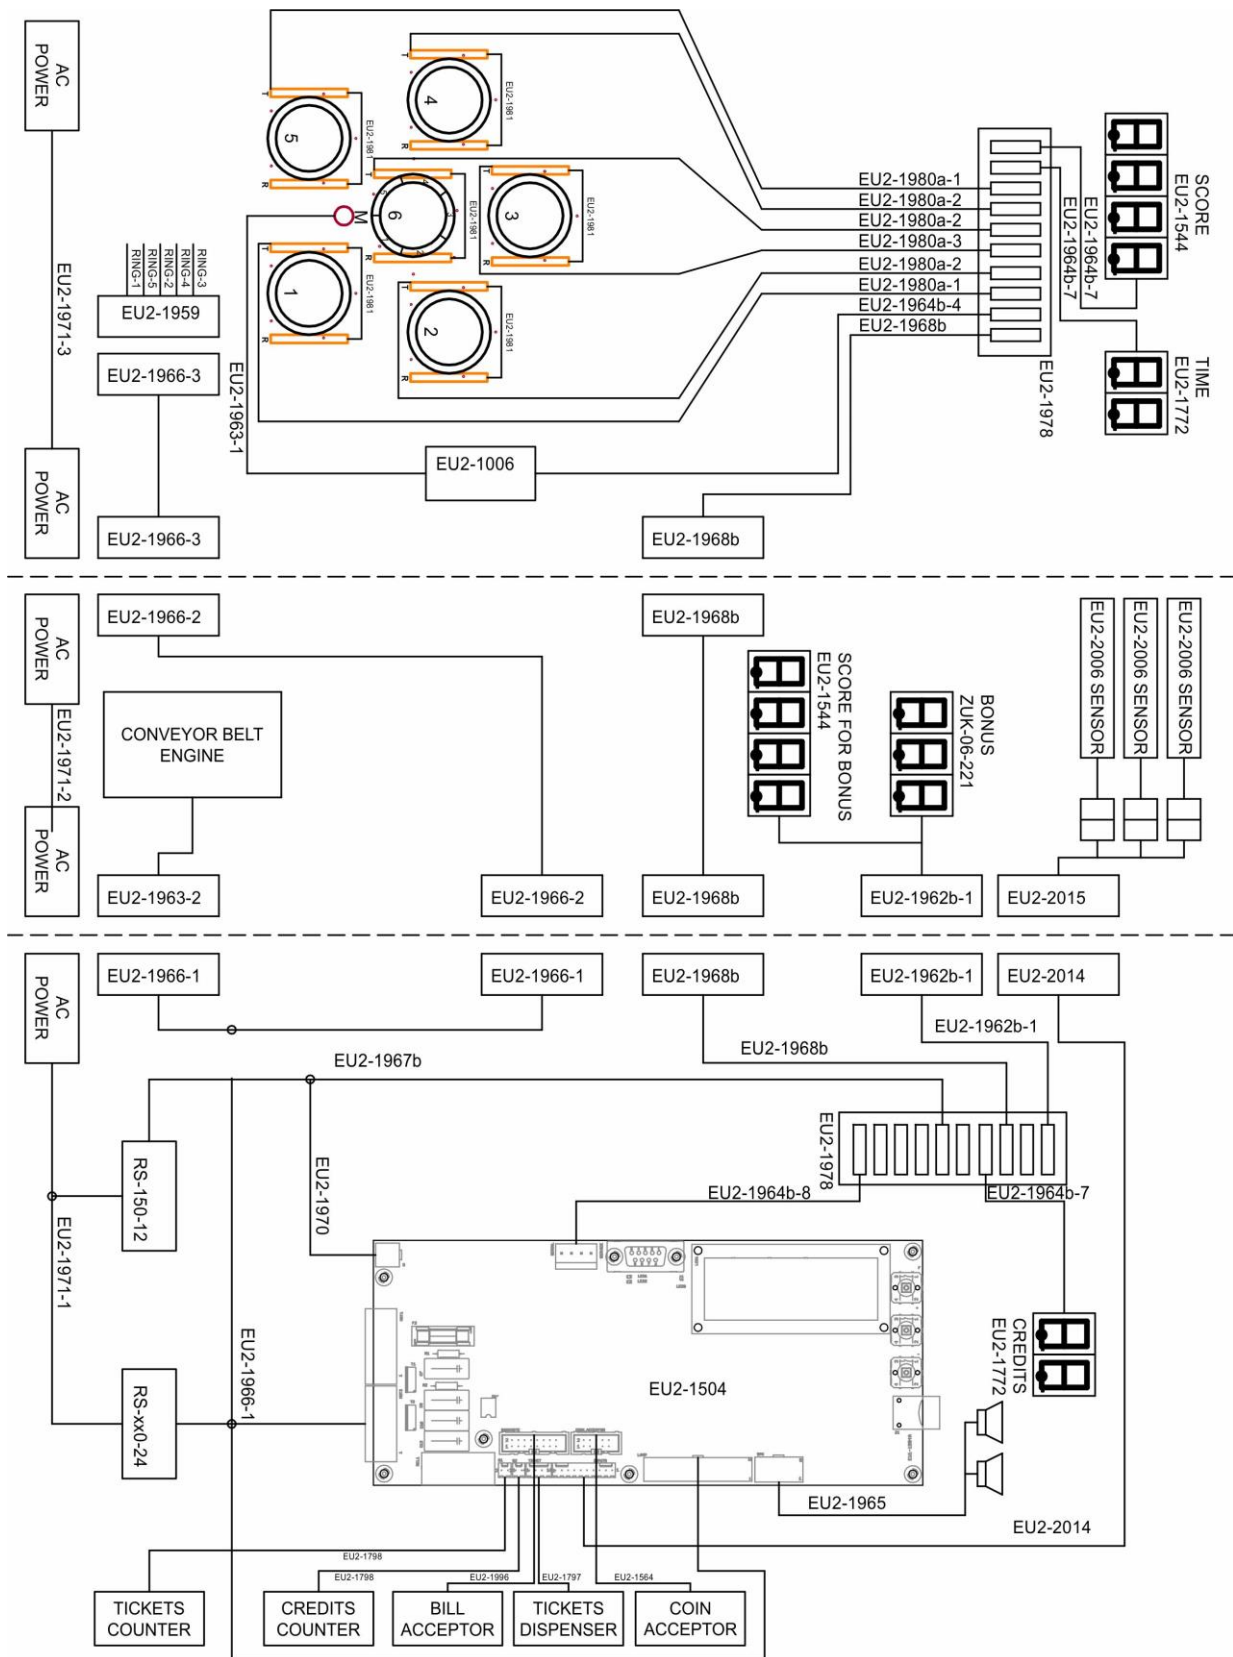 AC
POWER
EU2-1971-3
AC
POWER
RING-3
RING-4
RING-2
RING-5
RING-1
EU2-1959
EU2-1966-3
EU2-1966-3
T
5
R
EU2-1981
T
4
R
EU2-1981
T
3
R
EU2-1981
M
6
R
EU2-1981
T
1
R
EU2-1981
T
2
R
EU2-1981
EU2-1963-1
EU2-1006
EU2-1980a-1
EU2-1980a-2
EU2-1980a-2
EU2-1980a-3
EU2-1980a-2
EU2-1980a-1
EU2-1964b-4
EU2-1968b
EU2-1964b-7
EU2-1964b-7
EU2-1978
SCORE
EU2-1544
TIME
EU2-1772
EU2-1968b
AC
POWER
EU2-1971-2
AC
POWER
EU2-1966-2
CONVEYOR BELT
ENGINE
EU2-1963-2
EU2-1966-2
EU2-1968b
EU2-1968b
SCORE FOR BONUS
EU2-1544
BONUS
ZUK-06-221
EU2-1962b-1
EU2-2006 SENSOR
EU2-2006 SENSOR
EU2-2006 SENSOR
EU2-2015
AC
POWER
EU2-1966-1
EU2-1966-1
EU2-1968b
EU2-1962b-1
EU2-2014
EU2-1962b-1
EU2-1968b
EU2-1967b
EU2-1978
RS-150-12
EU2-1970
EU2-1964b-8
EU2-1964b-7
EU2-1971-1
RS-xx0-24
EU2-1966-1
EU2-1504
CREDITS
EU2-1772
EU2-1965
EU2-2014
EU2-1798
EU2-1798
EU2-1996
EU2-1797
EU2-1564
TICKETS
COUNTER
CREDITS
COUNTER
BILL
ACCEPTOR
TICKETS
DISPENSER
COIN
ACCEPTOR